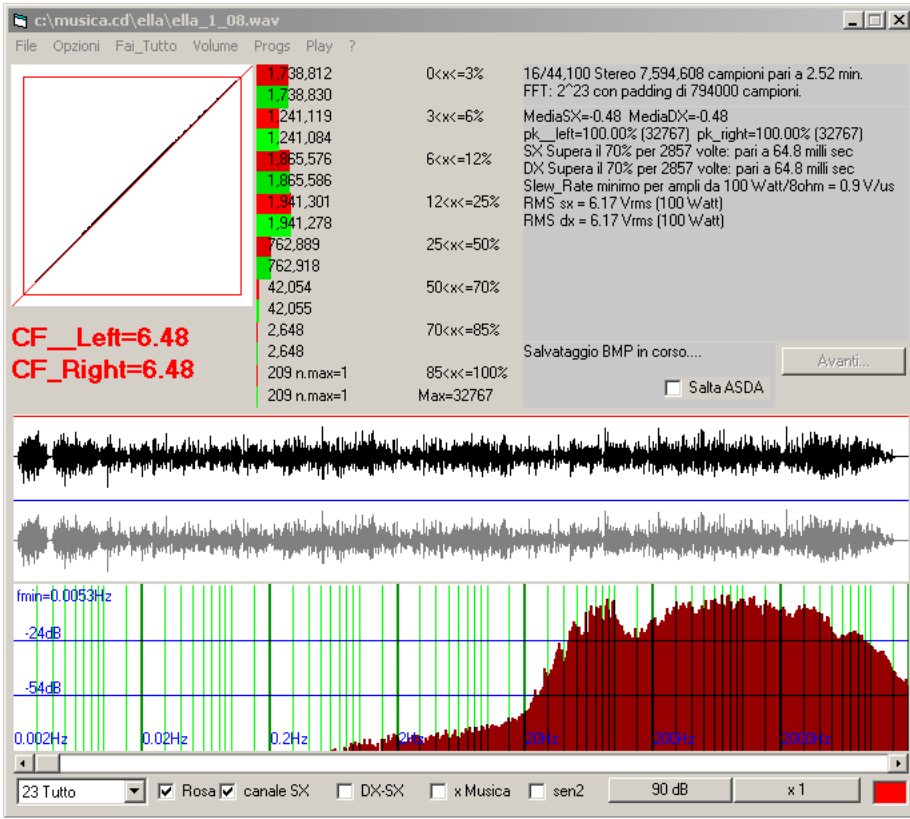 c:\musica.cd\ella\ella_1_08.wav
File Opzioni Fai_Tutto Volume Progs Play ?
1,738,812 0<x<=3%
1,738,830
1,241,119 3<x<=6%
1,241,084
1,865,576 6<x<=12%
1,865,586
1,941,301 12<x<=25%
1,941,278
762,889 25<x<=50%
762,918
42,054 50<x<=70%
42,055
2,648 70<x<=85%
2,648
209 n.max=1 85<x<=100%
209 n.max=1 Max=32767
16/44,100 Stereo 7,594,608 campioni pari a 2.52 min.
FFT: 2^23 con padding di 794000 campioni.
MediaSX=-0.48 MediaDX=-0.48
pk__left=100.00% (32767) pk_right=100.00% (32767)
SX Supera il 70% per 2857 volte: pari a 64.8 milli sec
DX Supera il 70% per 2857 volte: pari a 64.8 milli sec
Slew_Rate minimo per ampli da 100 Watt/8ohm = 0.9 V/us
RMS sx = 6.17 Vrms (100 Watt)
RMS dx = 6.17 Vrms (100 Watt)
CF__Left=6.48
CF_Right=6.48
Salvataggio BMP in corso....
Avanti...
Salta ASDA
fmin=0.0053Hz
-24dB
-54dB
0.002Hz 0.02Hz 0.2Hz 2Hz 20Hz 200Hz 2000Hz
23 Tutto Rosa canale SX DX-SX x Musica sen2 90 dB x 1